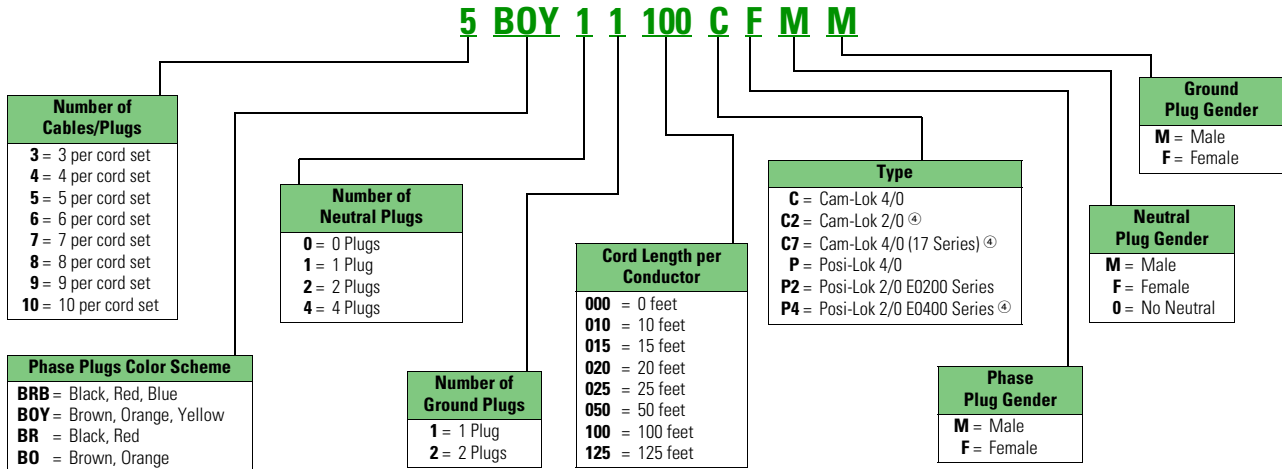 5 BOY 1 1 100 C F M M
Number of
Cables/Plugs
3 = 3 per cord set
4 = 4 per cord set
5 = 5 per cord set
6 = 6 per cord set
7 = 7 per cord set
8 = 8 per cord set
9 = 9 per cord set
10 = 10 per cord set
Phase Plugs Color Scheme
BRB = Black, Red, Blue
BOY = Brown, Orange, Yellow
BR = Black, Red
BO = Brown, Orange
Number of
Neutral Plugs
0 = 0 Plugs
1 = 1 Plug
2 = 2 Plugs
4 = 4 Plugs
Number of
Ground Plugs
1 = 1 Plug
2 = 2 Plugs
Cord Length per
Conductor
000 = 0 feet
010 = 10 feet
015 = 15 feet
020 = 20 feet
025 = 25 feet
050 = 50 feet
100 = 100 feet
125 = 125 feet
Type
C = Cam-Lok 4/0
C2 = Cam-Lok 2/0 ④
C7 = Cam-Lok 4/0 (17 Series) ④
P = Posi-Lok 4/0
P2 = Posi-Lok 2/0 E0200 Series
P4 = Posi-Lok 2/0 E0400 Series ④
Phase
Plug Gender
M = Male
F = Female
Neutral
Plug Gender
M = Male
F = Female
0 = No Neutral
Ground
Plug Gender
M = Male
F = Female